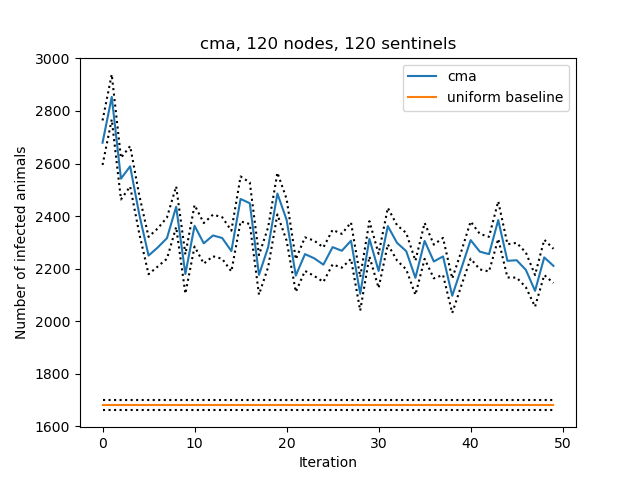 cma, 120 nodes, 120 sentinels
cma
uniform baseline
Number of infected animals
3000
2800
2600
2400
2200
2000
1800
1600
0 10 20 30 40 50
Iteration